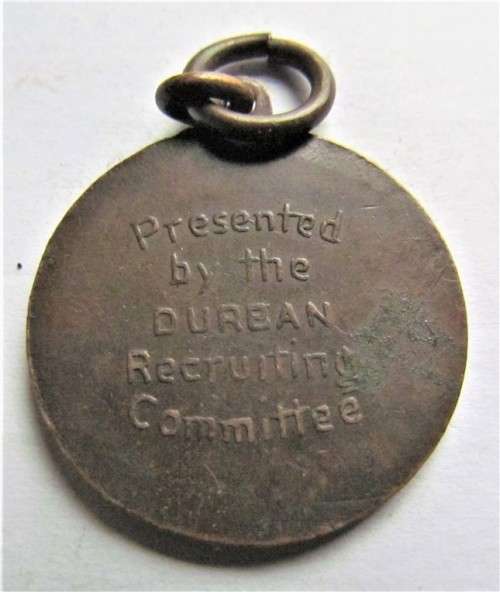 Presented
by the
DURBAN
Recruiting
Committee